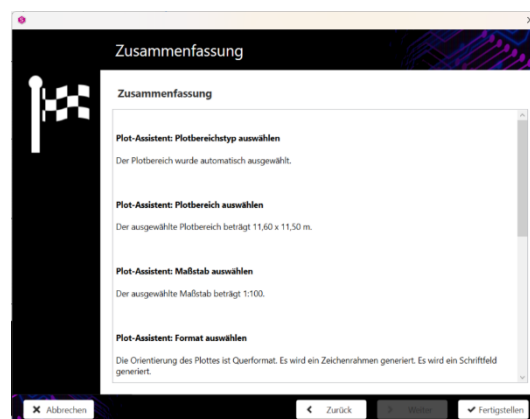 Zusammenfassung
Zusammenfassung
Plot-Assistent: Plotbereichstyp auswählen
Der Plotbereich wurde automatisch ausgewählt.
Plot-Assistent: Plotbereich auswählen
Der ausgewählte Plotbereich beträgt 11,60 x 11,50 m.
Plot-Assistent: Maßstab auswählen
Der ausgewählte Maßstab beträgt 1:100.
Plot-Assistent: Format auswählen
Die Orientierung des Plottes ist Querformat. Es wird ein Zeichenrahmen generiert. Es wird ein Schriftfeld
generiert.
Abbrechen
Zurück
Weiter
Fertigstellen